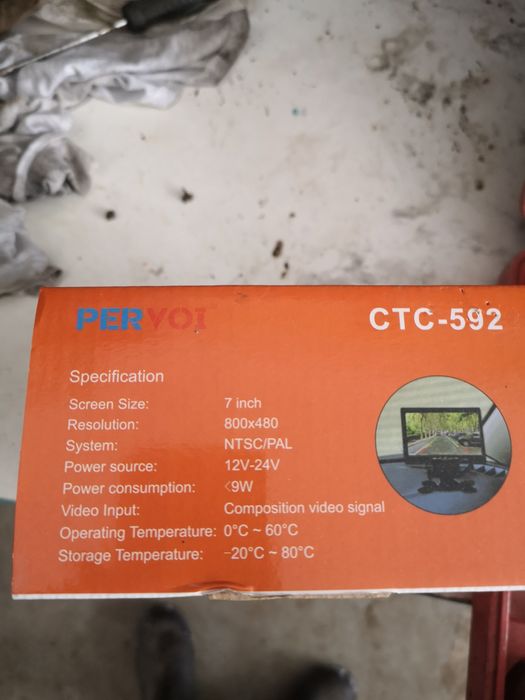 PERVOI
CTC-592
Specification
Screen Size: 7 inch
Resolution: 800x480
System: NTSC/PAL
Power source: 12V-24V
Power consumption: <9W
Video Input: Composition video signal
Operating Temperature: 0°C ~ 60°C
Storage Temperature: -20°C ~ 80°C